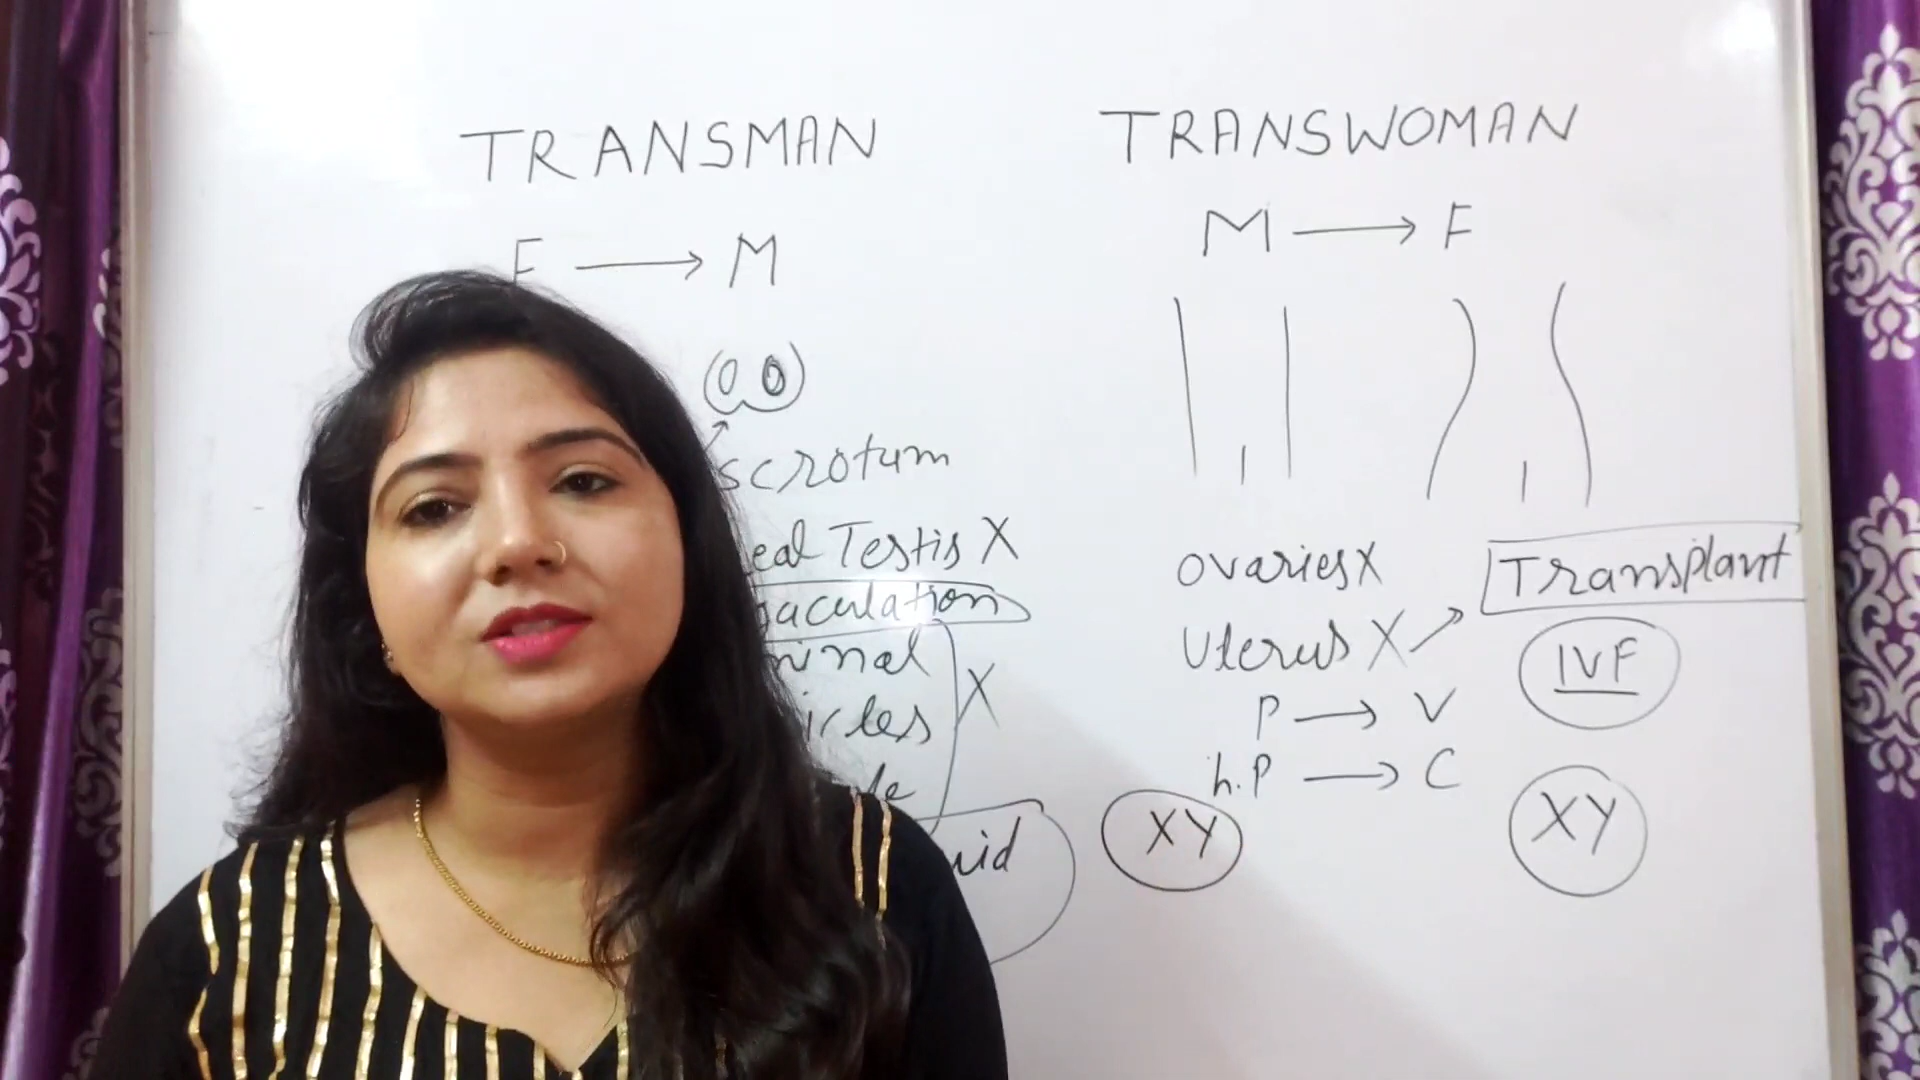 TRANSMAN
F → M
scrotum
Testis X
X
TRANSWOMAN
M → F
ovaries X
Uterus X → Transplant
IVF
P → V
h.P → C
XY
XY